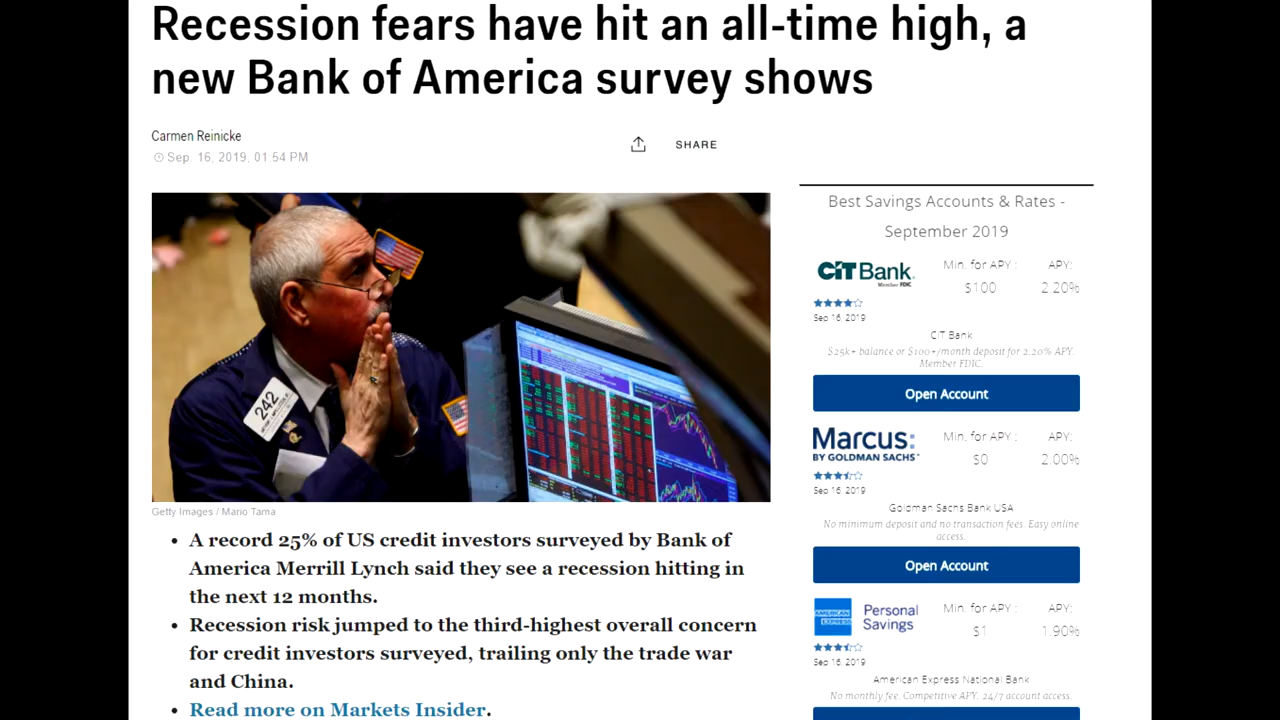 Recession fears have hit an all-time high, a
new Bank of America survey shows
Carmen Reinicke
Sep. 16, 2019, 01:54 PM
SHARE
242
Getty Images / Mario Tama
• A record 25% of US credit investors surveyed by Bank of
America Merrill Lynch said they see a recession hitting in
the next 12 months.
• Recession risk jumped to the third-highest overall concern
for credit investors surveyed, trailing only the trade war
and China.
• Read more on Markets Insider.
Best Savings Accounts & Rates -
September 2019
CIT Bank
Member FDIC
Min. for APY :
APY:
$100
2.20%
Sep 16, 2019
CIT Bank
$25k+ balance or $100+/month deposit for 2.20% APY.
Member FDIC.
Open Account
Marcus:
BY GOLDMAN SACHS
Min. for APY :
APY:
$0
2.00%
Sep 16, 2019
Goldman Sachs Bank USA
No minimum deposit and no transaction fees. Easy online
access.
Open Account
AMERICAN EXPRESS
Personal
Savings
Min. for APY :
APY:
$1
1.90%
Sep 16, 2019
American Express National Bank
No monthly fee. Competitive APY. 24/7 account access.